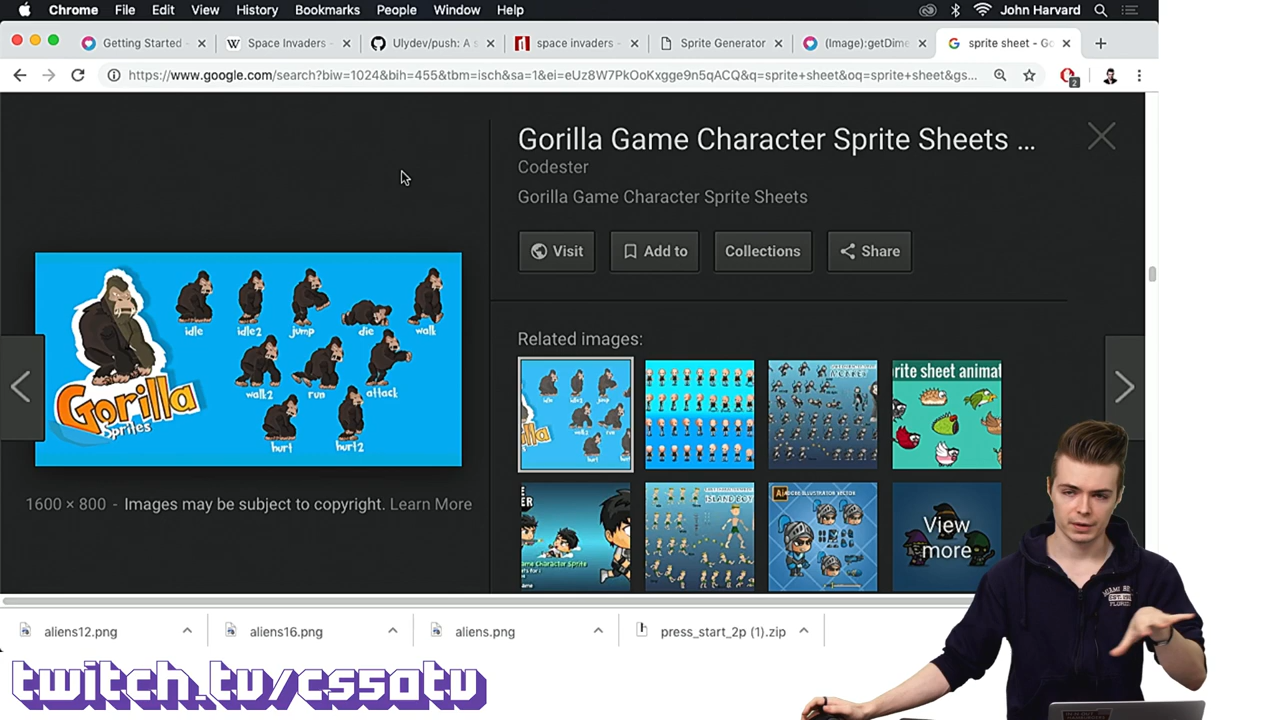 Chrome File Edit View History Bookmarks People Window Help John Harvard
Getting Started - Space Invaders - Ulydev/push: A s space invaders - Sprite Generator (Image):getDime sprite sheet - Go
https://www.google.com/search?biw=1024&bih=455&tbm=isch&sa=1&ei=eUz8W7PkOoKxgge9n5qACQ&q=sprite+sheet&oq=sprite+sheet&gs...
2
Gorilla Game Character Sprite Sheets ...
Codester
Gorilla Game Character Sprite Sheets
Visit Add to Collections Share
idle idle2 jump die walk
walk2 run attack
Gorilla
Sprites
hurt hurt2
1600 × 800 - Images may be subject to copyright. Learn More
Related images:
rite sheet animat
Ai ADOBE ILLUSTRATOR VECTOR
View
more
aliens12.png aliens16.png aliens.png press_start_2p (1).zip
twitch.tv/cs50tv